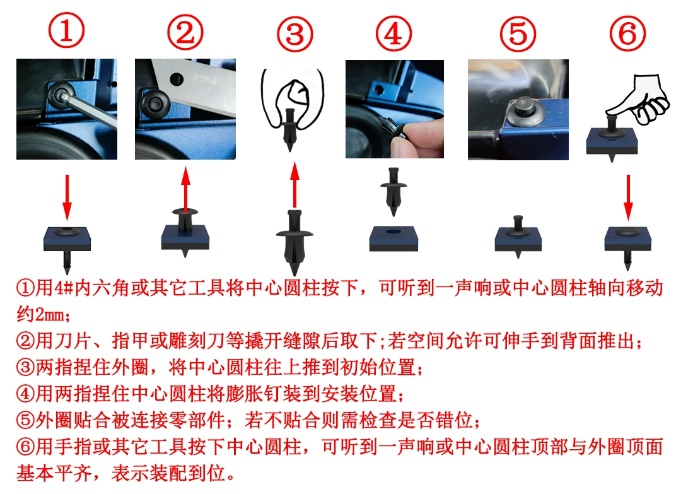 ① ② ③ ④ ⑤ ⑥
①用4#内六角或其它工具将中心圆柱按下，可听到一声响或中心圆柱轴向移动
约2mm；
②用刀片、指甲或雕刻刀等撬开缝隙后取下；若空间允许可伸手到背面推出；
③两指捏住外圈，将中心圆柱往上推到初始位置；
④用两指捏住中心圆柱将膨胀钉装到安装位置；
⑤外圈贴合被连接零部件；若不贴合则需检查是否错位；
⑥用手指或其它工具按下中心圆柱，可听到一声响或中心圆柱顶部与外圈顶面
基本平齐，表示装配到位。